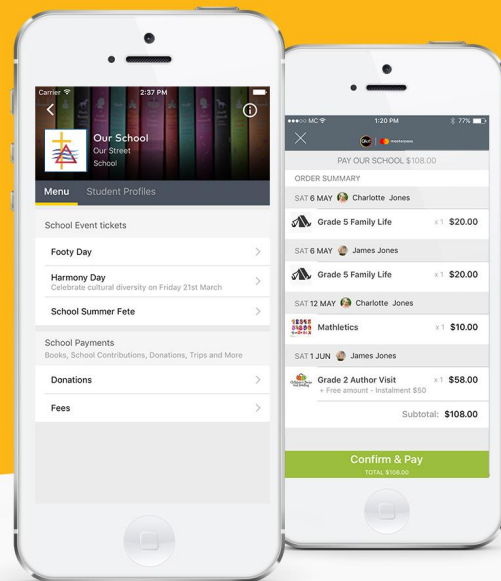 Carrier 2:37 PM
Our School
Our Street
School
Menu Student Profiles
School Event tickets
Footy Day
Harmony Day
Celebrate cultural diversity on Friday 21st March
School Summer Fete
School Payments
Books, School Contributions, Donations, Trips and More
Donations
Fees
MC 1:20 PM 77%
Qkr! masterpass
PAY OUR SCHOOL $108.00
ORDER SUMMARY
SAT 6 MAY Charlotte Jones
Grade 5 Family Life x 1 $20.00
SAT 6 MAY James Jones
Grade 5 Family Life x 1 $20.00
SAT 12 MAY Charlotte Jones
Mathletics x 1 $10.00
SAT 1 JUN James Jones
Grade 2 Author Visit x 1 $58.00
+ Free amount - Instalment $50
Subtotal: $108.00
Confirm & Pay
TOTAL $108.00